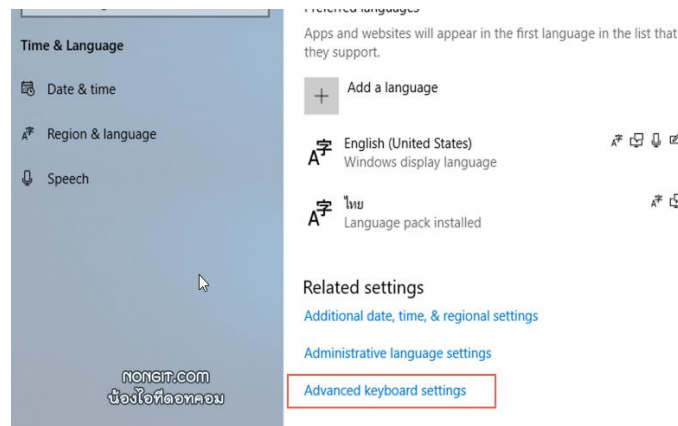 Time & Language
Date & time
Region & language
Speech
NONGIT.COM
น้องไอทีดอทคอม
Preferred languages
Apps and websites will appear in the first language in the list that
they support.
Add a language
English (United States)
Windows display language
ไทย
Language pack installed
Related settings
Additional date, time, & regional settings
Administrative language settings
Advanced keyboard settings